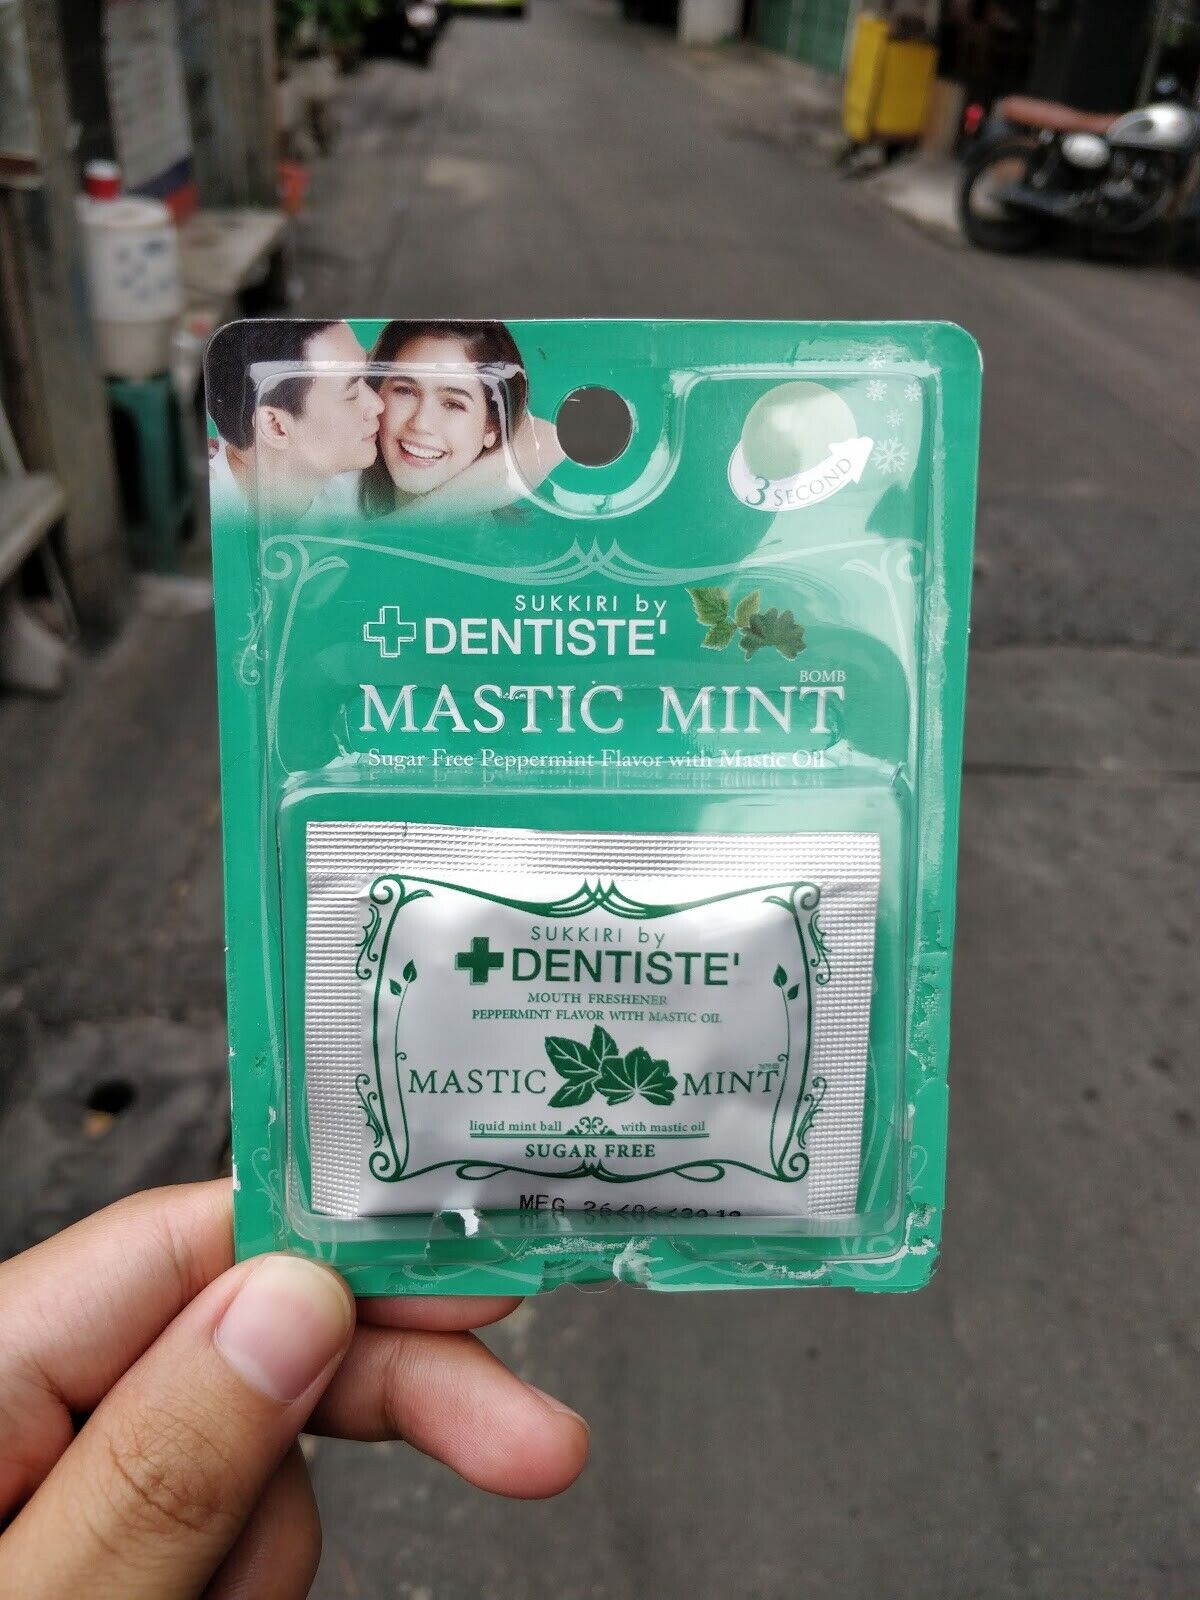 3 SECOND
SUKKIRI by
DENTISTE'
BOMB
MASTIC MINT
Sugar Free Peppermint Flavor with Mastic Oil
SUKKIRI by
DENTISTE'
MOUTH FRESHENER
PEPPERMINT FLAVOR WITH MASTIC OIL
MASTIC MINT
liquid mint ball with mastic oil
SUGAR FREE
MFG